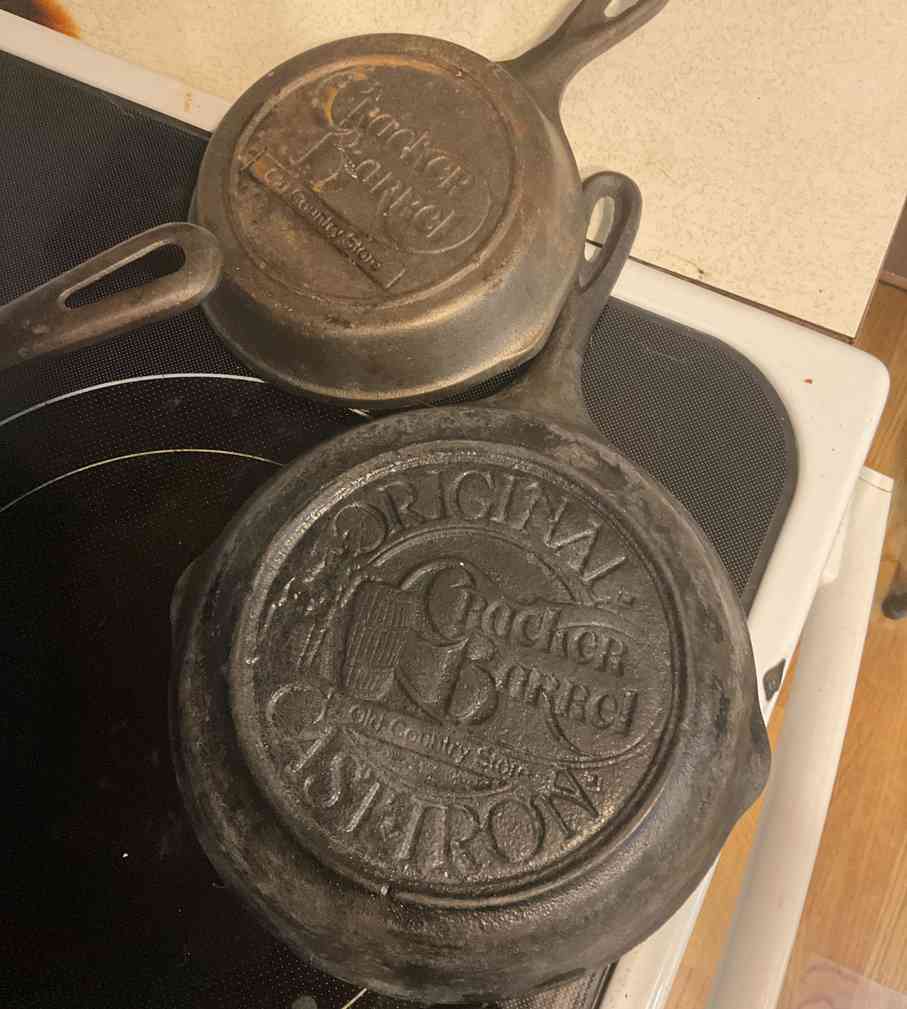 Cracker
Barrel
Old Country Store
ORIGINAL
Cracker
Barrel
Old Country Store
CAST IRON